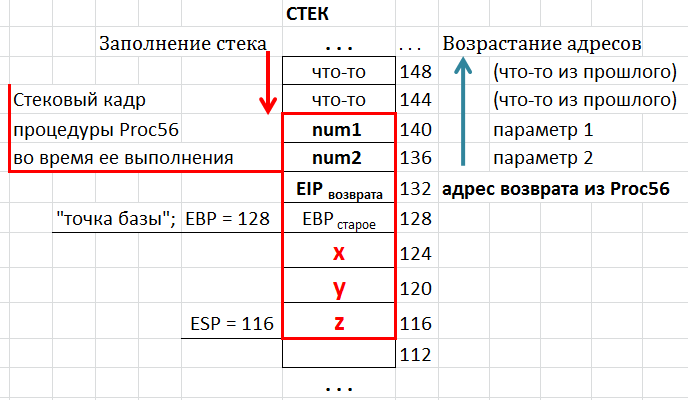 СТЕК
Заполнение стека ... ... Возрастание адресов
что-то 148 (что-то из прошлого)
Стековый кадр что-то 144 (что-то из прошлого)
процедуры Proc56 num1 140 параметр 1
во время ее выполнения num2 136 параметр 2
EIP возврата 132 адрес возврата из Proc56
"точка базы"; EBP = 128 EBP старое 128
x 124
y 120
ESP = 116 z 116
112
...